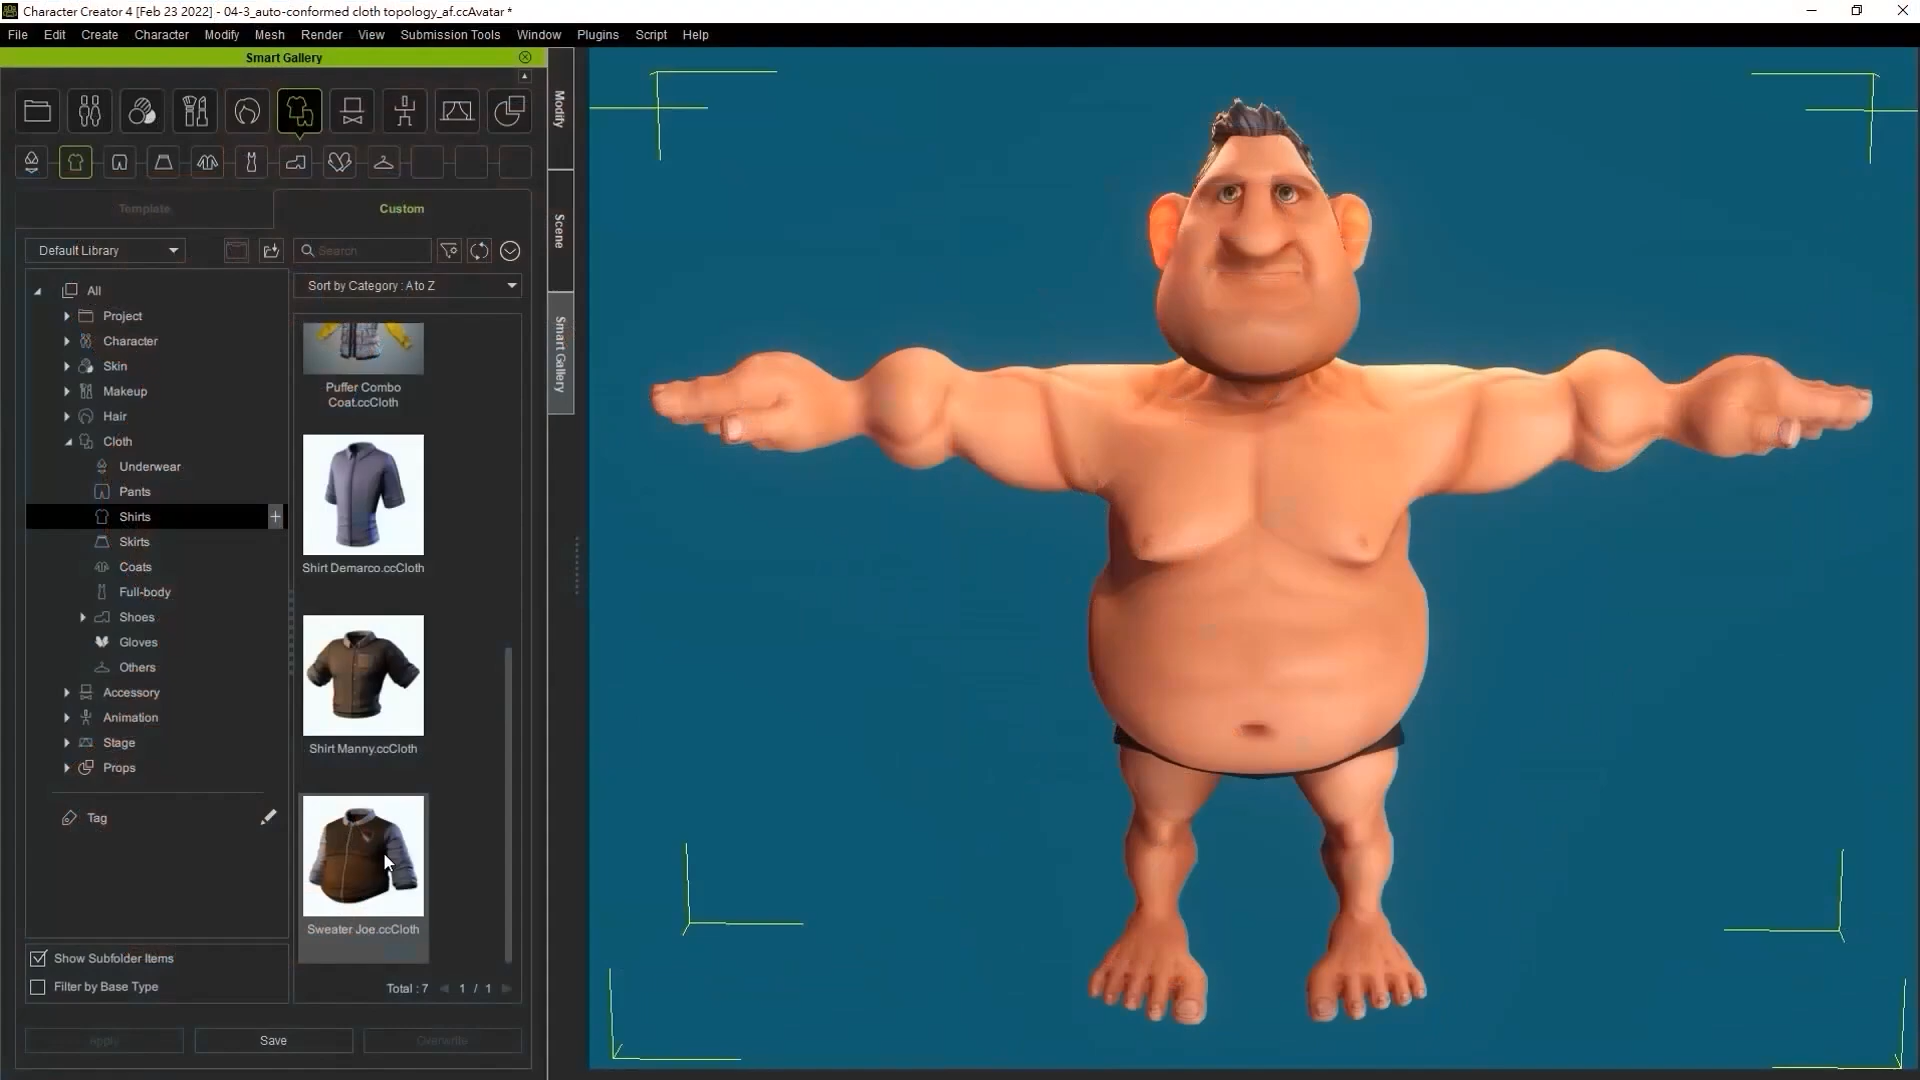 Character Creator 4 [Feb 23 2022] - 04-3_auto-conformed cloth topology_af.ccAvatar *
File Edit Create Character Modify Mesh Render View Submission Tools Window Plugins Script Help
Smart Gallery
Modify
Scene
Smart Gallery
Template
Custom
Default Library
Search
Sort by Category : A to Z
All
Project
Character
Skin
Makeup
Hair
Cloth
Underwear
Pants
Shirts
Skirts
Coats
Full-body
Shoes
Gloves
Others
Accessory
Animation
Stage
Props
Tag
Puffer Combo
Coat.ccCloth
Shirt Demarco.ccCloth
Shirt Manny.ccCloth
Sweater Joe.ccCloth
Show Subfolder Items
Filter by Base Type
Total : 7 1 / 1
Apply
Save
Overwrite